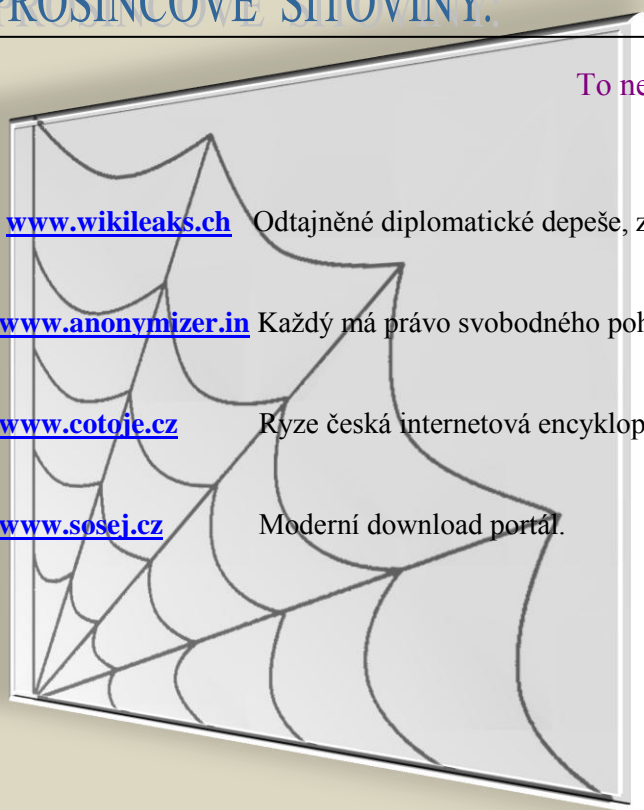 PROSINCOVÉ SÍŤOVINY.
To ne
www.wikileaks.ch Odtajněné diplomatické depeše, z
www.anonymizer.in Každý má právo svobodného poh
www.cotoje.cz Ryze česká internetová encyklop
www.sosej.cz Moderní download portál.